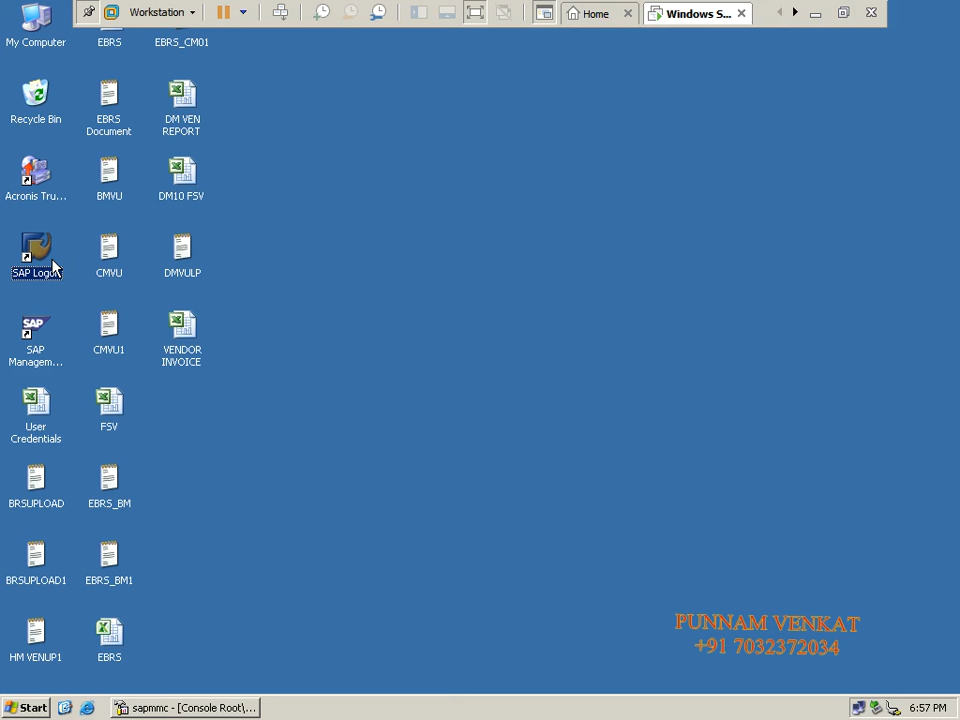 Workstation
Home
Windows S...
My Computer
EBRS
EBRS_CM01
Recycle Bin
EBRS Document
DM VEN REPORT
Acronis Tru...
BMVU
DM10 FSV
SAP Logon
CMVU
DMVULP
SAP
SAP Managem...
CMVU1
VENDOR INVOICE
User Credentials
FSV
BRSUPLOAD
EBRS_BM
BRSUPLOAD1
EBRS_BM1
HM VENUP1
EBRS
PUNNAM VENKAT
+91 7032372034
Start
sapmmc - [Console Root\...
6:57 PM